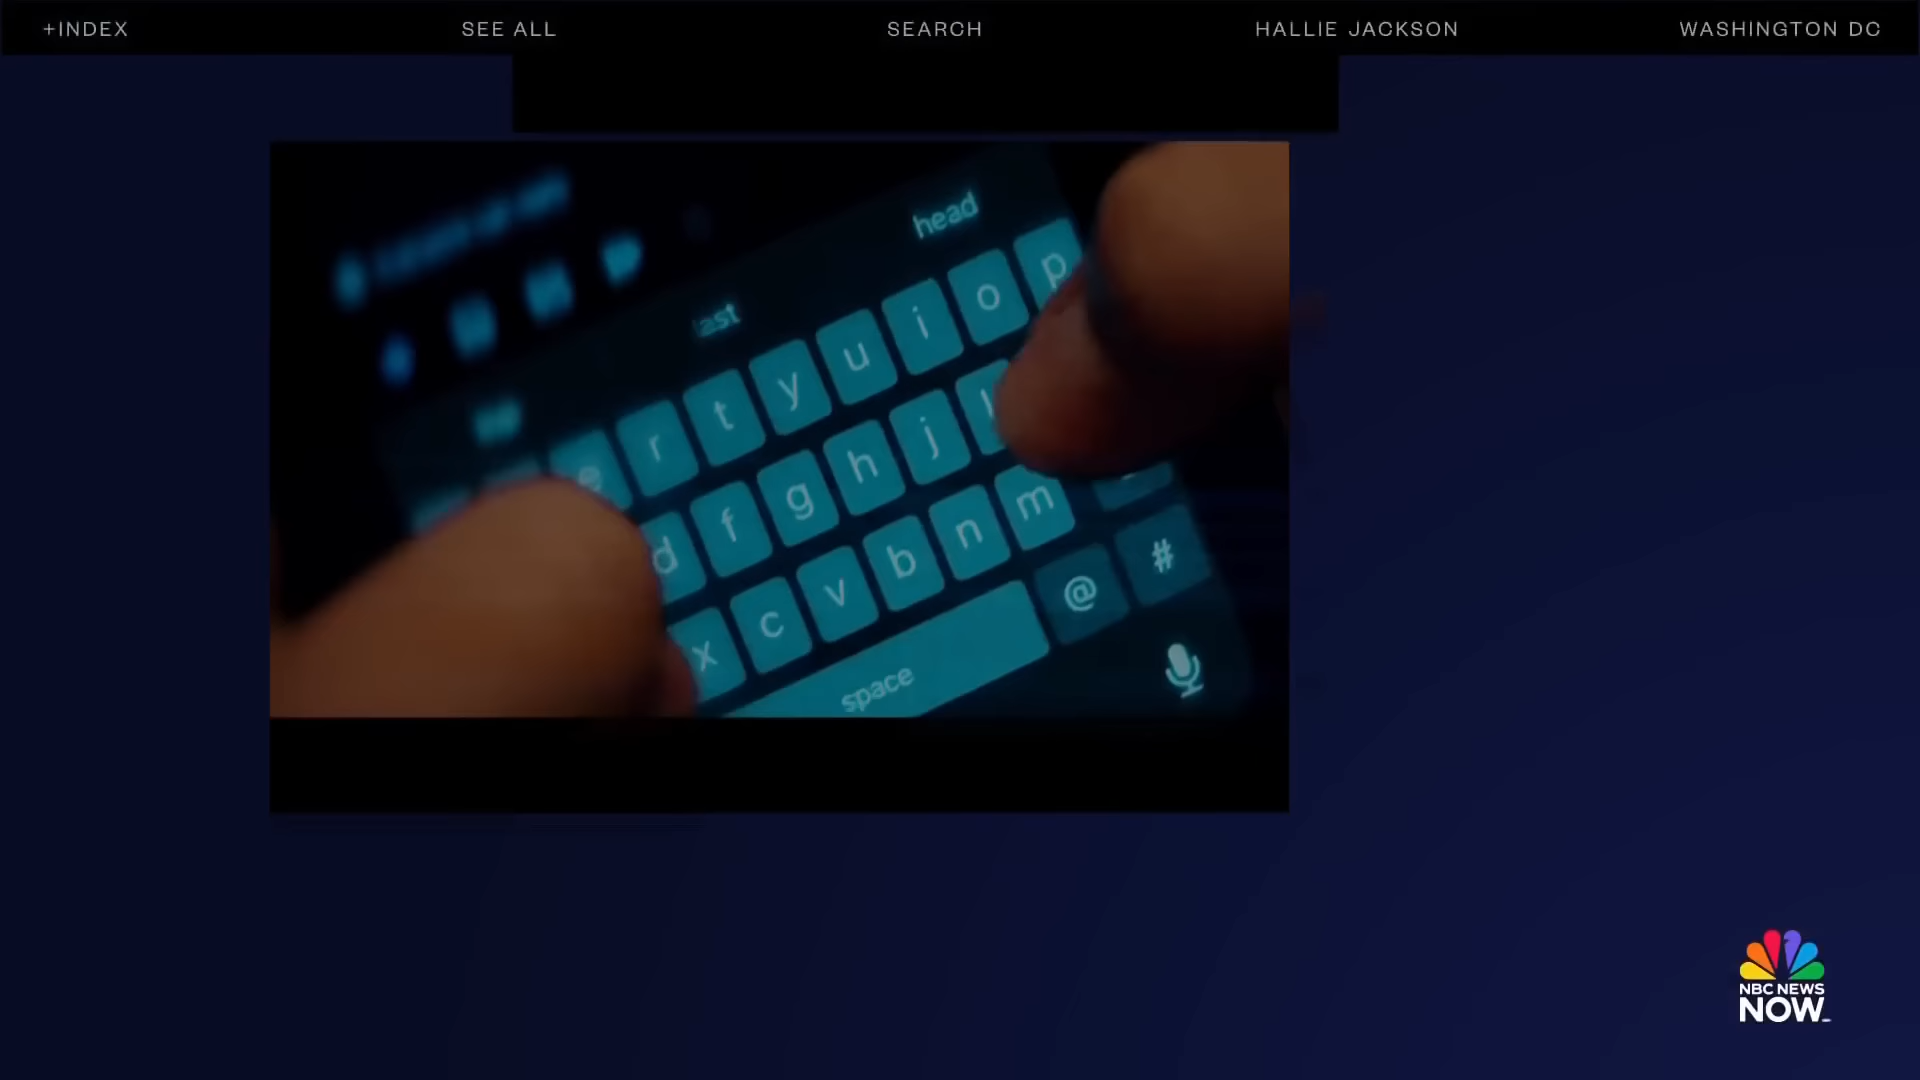 +INDEX SEE ALL SEARCH HALLIE JACKSON WASHINGTON DC
head
last
e r t y u i o p
d f g h j l
x c v b n m
space @ #
NBC NEWS
NOW